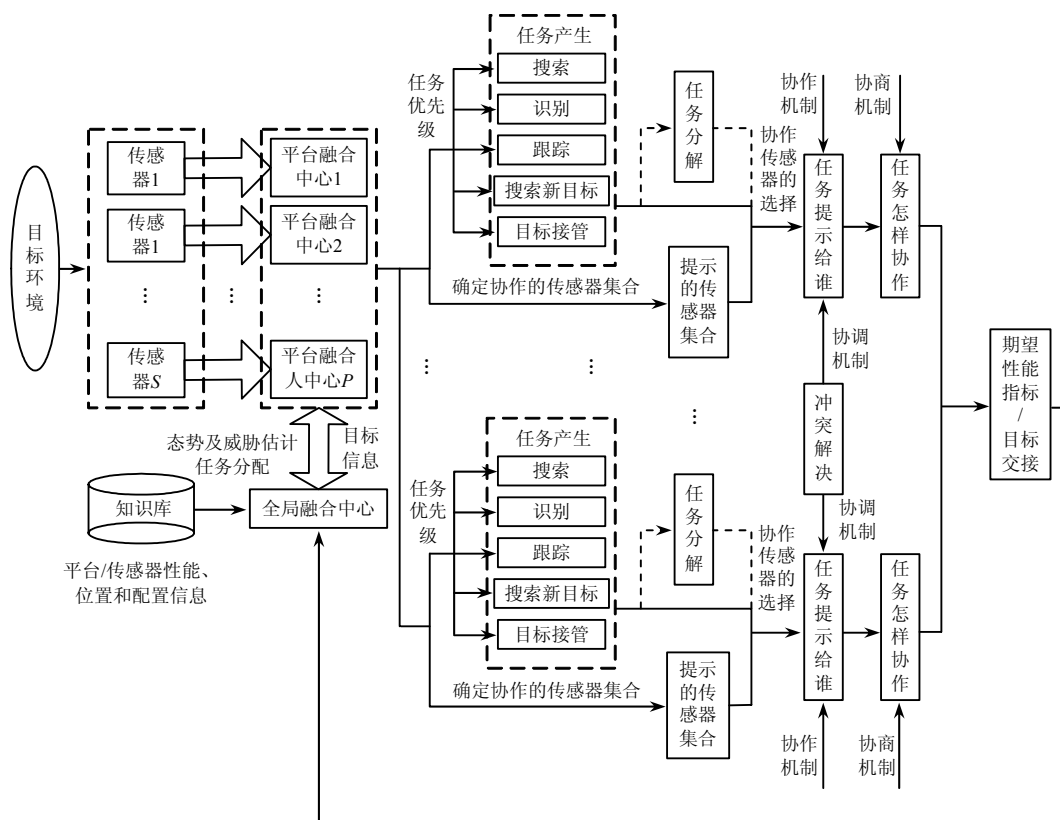 目标环境
传感
器1
传感
器1
⋮
传感
器S
平台融合
中心1
平台融合
中心2
⋮
平台融合
人中心P
…
态势及威胁估计
任务分配
目标
信息
知识库
全局融合中心
平台/传感器性能、
位置和配置信息
任务
优先
级
任务产生
搜索
识别
跟踪
搜索新目标
目标接管
确定协作的传感器集合
任务分解
提示
的传
感器
集合
协作
传感
器的
选择
协作
机制
协商
机制
任务提示给谁
任务怎样协作
⋮
⋮
…
…
协调
机制
冲突解决
协调
机制
期望
性能
指标
/
目标
交接
任务
优先
级
任务产生
搜索
识别
跟踪
搜索新目标
目标接管
确定协作的传感器集合
任务分解
提示
的传
感器
集合
协作
传感
器的
选择
任务提示给谁
任务怎样协作
⋮
⋮
协作
机制
协商
机制